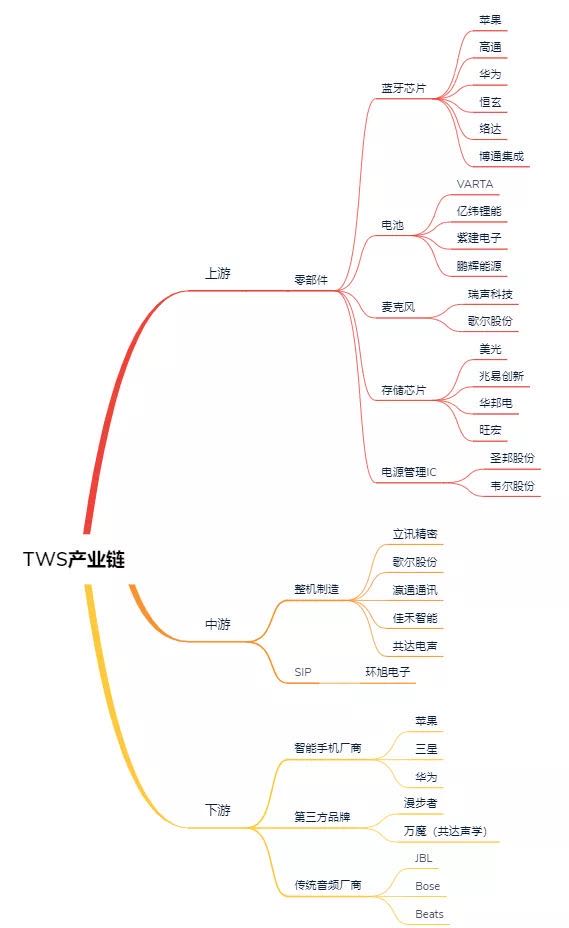 TWS产业链
上游
零部件
蓝牙芯片
苹果
高通
华为
恒玄
络达
博通集成
电池
VARTA
亿纬锂能
紫建电子
鹏辉能源
麦克风
瑞声科技
歌尔股份
存储芯片
美光
兆易创新
华邦电
旺宏
电源管理IC
圣邦股份
韦尔股份
中游
整机制造
立讯精密
歌尔股份
瀛通通讯
佳禾智能
共达电声
SIP
环旭电子
下游
智能手机厂商
苹果
三星
华为
第三方品牌
漫步者
万魔（共达声学）
传统音频厂商
JBL
Bose
Beats